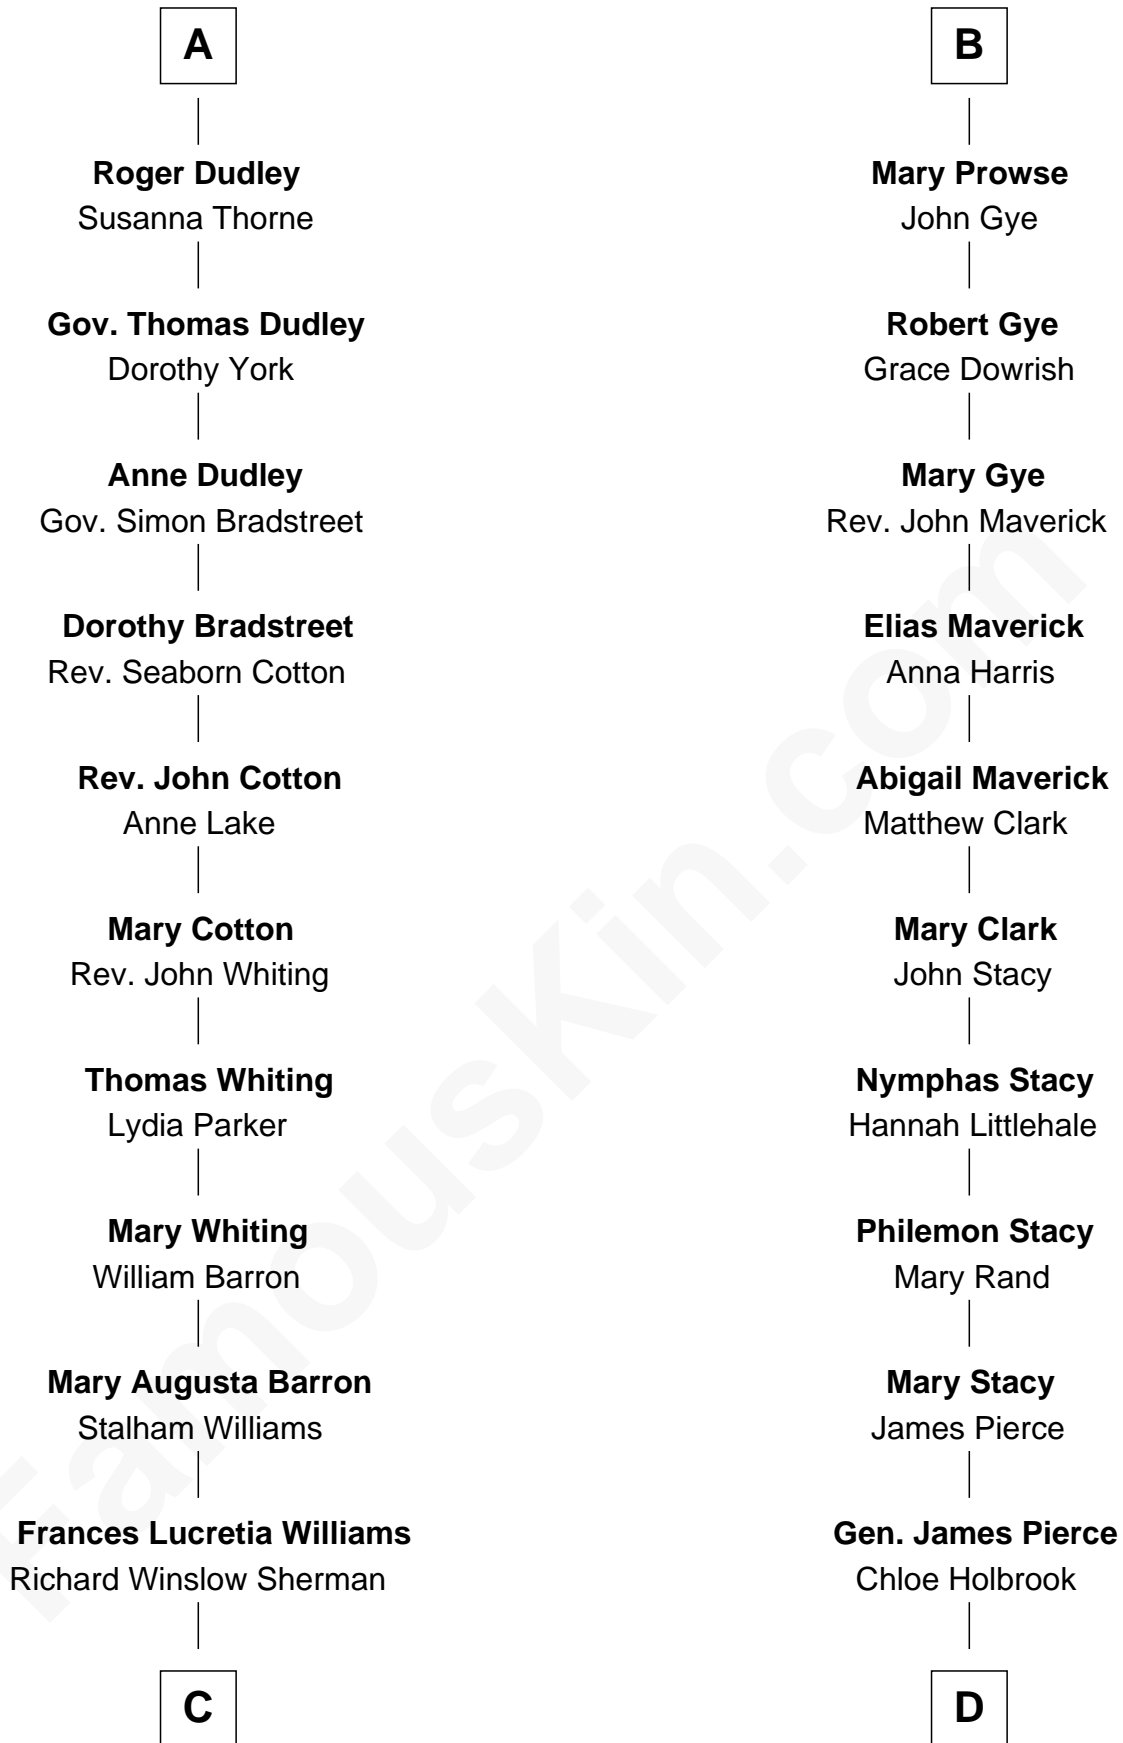 A
Roger Dudley
Susanna Thorne
Gov. Thomas Dudley
Dorothy York
Anne Dudley
Gov. Simon Bradstreet
Dorothy Bradstreet
Rev. Seaborn Cotton
Rev. John Cotton
Anne Lake
Mary Cotton
Rev. John Whiting
Thomas Whiting
Lydia Parker
Mary Whiting
William Barron
Mary Augusta Barron
Stalham Williams
Frances Lucretia Williams
Richard Winslow Sherman
C
B
Mary Prowse
John Gye
Robert Gye
Grace Dowrish
Mary Gye
Rev. John Maverick
Elias Maverick
Anna Harris
Abigail Maverick
Matthew Clark
Mary Clark
John Stacy
Nymphas Stacy
Hannah Littlehale
Philemon Stacy
Mary Rand
Mary Stacy
James Pierce
Gen. James Pierce
Chloe Holbrook
D
FamousKin.com